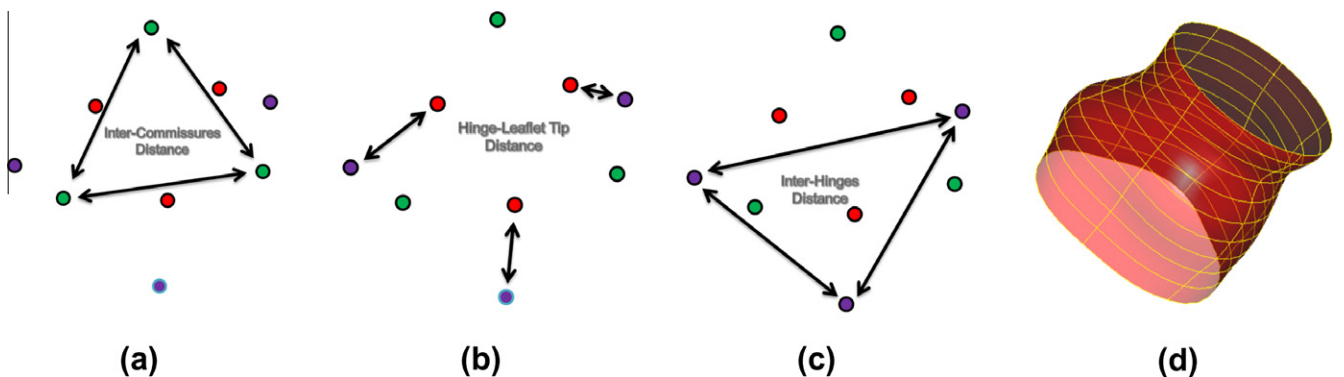 Inter-Commissures
Distance
Hinge-Leaflet Tip
Distance
Inter-Hinges
Distance
(a)
(b)
(c)
(d)